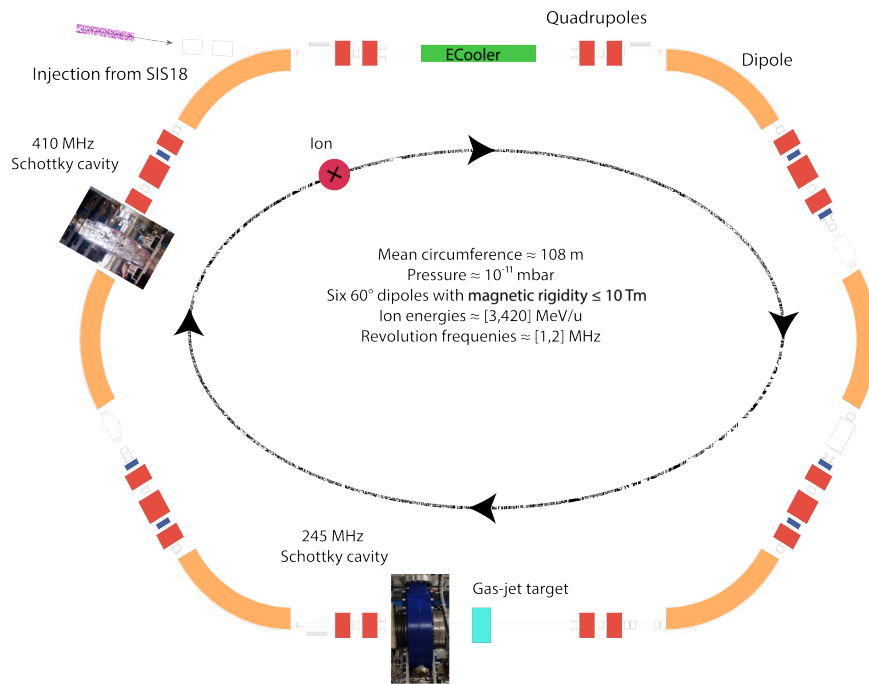 Quadrupoles
ECooler
Dipole
Injection from SIS18
410 MHz
Schottky cavity
Ion
Mean circumference ≈ 108 m
Pressure ≈ 10⁻¹¹ mbar
Six 60° dipoles with magnetic rigidity ≤ 10 Tm
Ion energies ≈ [3,420] MeV/u
Revolution frequenies ≈ [1,2] MHz
245 MHz
Schottky cavity
Gas-jet target